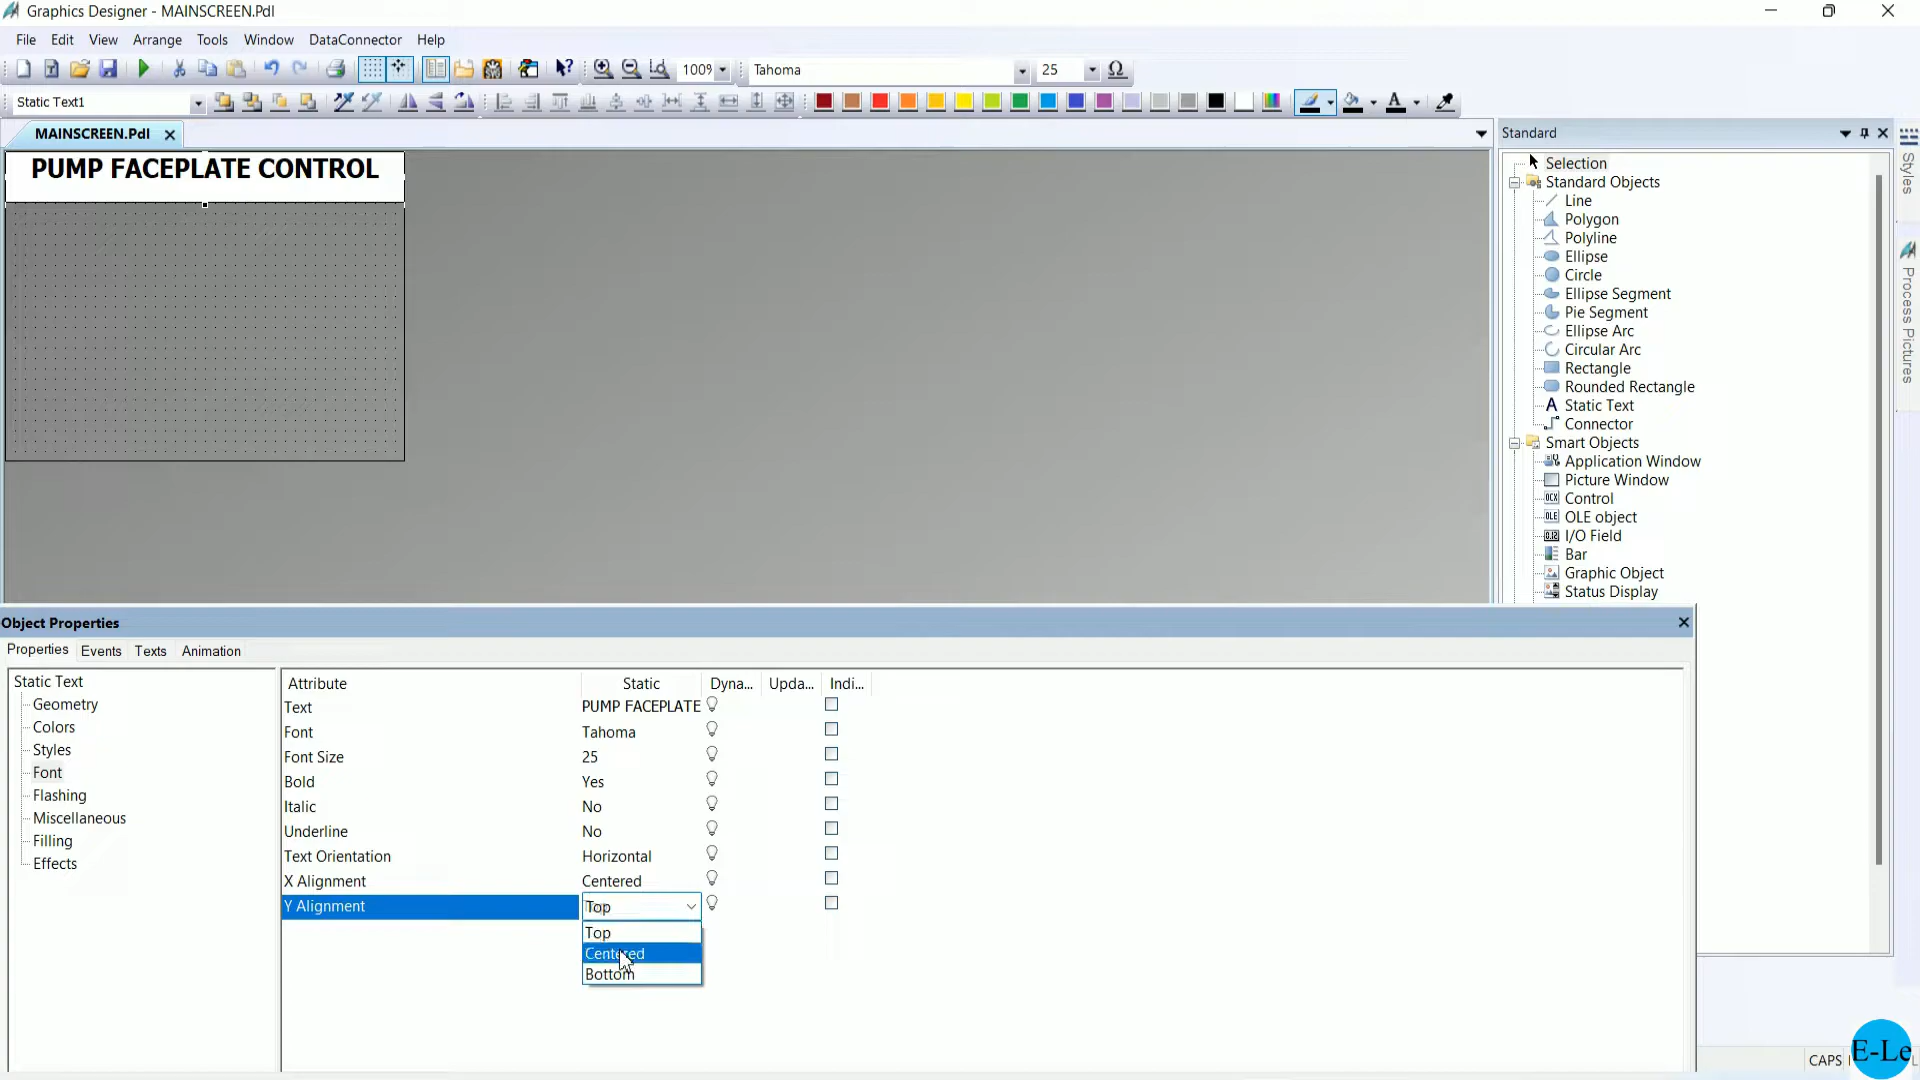 Graphics Designer - MAINSCREEN.Pdl
File Edit View Arrange Tools Window DataConnector Help
100% Tahoma 25 Ω
Static Text1
MAINSCREEN.Pdl
PUMP FACEPLATE CONTROL
Standard
Selection
Standard Objects
Line
Polygon
Polyline
Ellipse
Circle
Ellipse Segment
Pie Segment
Ellipse Arc
Circular Arc
Rectangle
Rounded Rectangle
A Static Text
Connector
Smart Objects
Application Window
Picture Window
OCX Control
OLE OLE object
0.12 I/O Field
Bar
Graphic Object
Status Display
Styles
Process Pictures
Object Properties
Properties Events Texts Animation
Static Text
Geometry
Colors
Styles
Font
Flashing
Miscellaneous
Filling
Effects
Attribute Static Dyna... Upda... Indi...
Text PUMP FACEPLATE
Font Tahoma
Font Size 25
Bold Yes
Italic No
Underline No
Text Orientation Horizontal
X Alignment Centered
Y Alignment Top
Top
Centered
Bottom
CAPS
E-Le